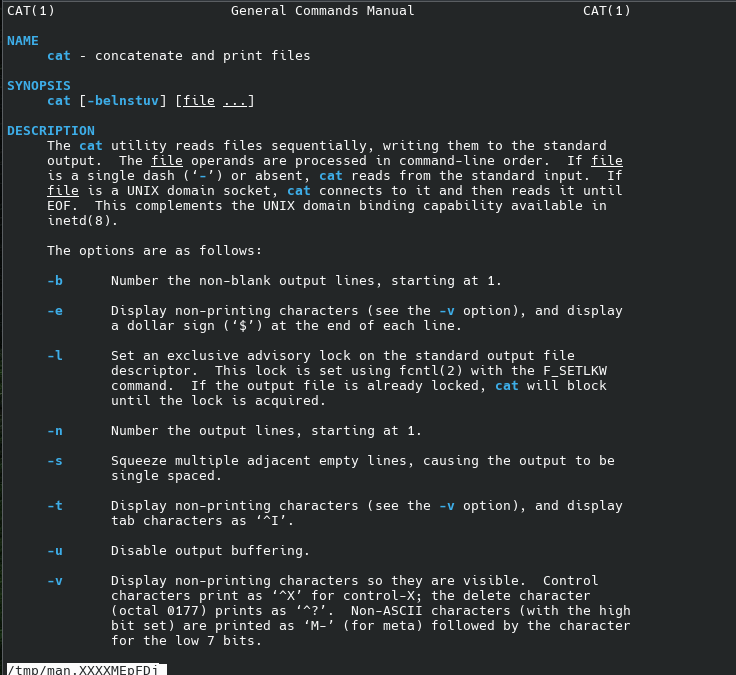 CAT(1)                      General Commands Manual                     CAT(1)
NAME
cat - concatenate and print files
SYNOPSIS
cat [-belnstuv] [file ...]
DESCRIPTION
The cat utility reads files sequentially, writing them to the standard
output.  The file operands are processed in command-line order.  If file
is a single dash (‘-’) or absent, cat reads from the standard input.  If
file is a UNIX domain socket, cat connects to it and then reads it until
EOF.  This complements the UNIX domain binding capability available in
inetd(8).
The options are as follows:
-b      Number the non-blank output lines, starting at 1.
-e      Display non-printing characters (see the -v option), and display
a dollar sign (‘$’) at the end of each line.
-l      Set an exclusive advisory lock on the standard output file
descriptor.  This lock is set using fcntl(2) with the F_SETLKW
command.  If the output file is already locked, cat will block
until the lock is acquired.
-n      Number the output lines, starting at 1.
-s      Squeeze multiple adjacent empty lines, causing the output to be
single spaced.
-t      Display non-printing characters (see the -v option), and display
tab characters as ‘^I’.
-u      Disable output buffering.
-v      Display non-printing characters so they are visible.  Control
characters print as ‘^X’ for control-X; the delete character
(octal 0177) prints as ‘^?’.  Non-ASCII characters (with the high
bit set) are printed as ‘M-’ (for meta) followed by the character
for the low 7 bits.
/tmp/man.XXXXMEpFDj